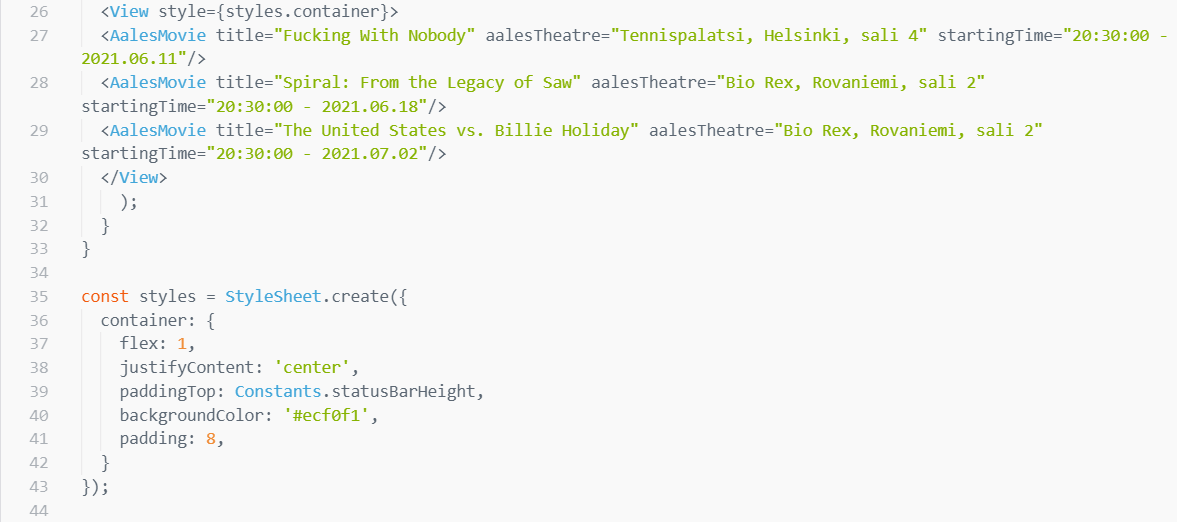 26 <View style={styles.container}>
27 <AalesMovie title="Fucking With Nobody" aalesTheatre="Tennispalatsi, Helsinki, sali 4" startingTime="20:30:00 -
2021.06.11"/>
28 <AalesMovie title="Spiral: From the Legacy of Saw" aalesTheatre="Bio Rex, Rovaniemi, sali 2"
startingTime="20:30:00 - 2021.06.18"/>
29 <AalesMovie title="The United States vs. Billie Holiday" aalesTheatre="Bio Rex, Rovaniemi, sali 2"
startingTime="20:30:00 - 2021.07.02"/>
30 </View>
31 );
32 }
33 }
34
35 const styles = StyleSheet.create({
36 container: {
37 flex: 1,
38 justifyContent: 'center',
39 paddingTop: Constants.statusBarHeight,
40 backgroundColor: '#ecf0f1',
41 padding: 8,
42 }
43 });
44